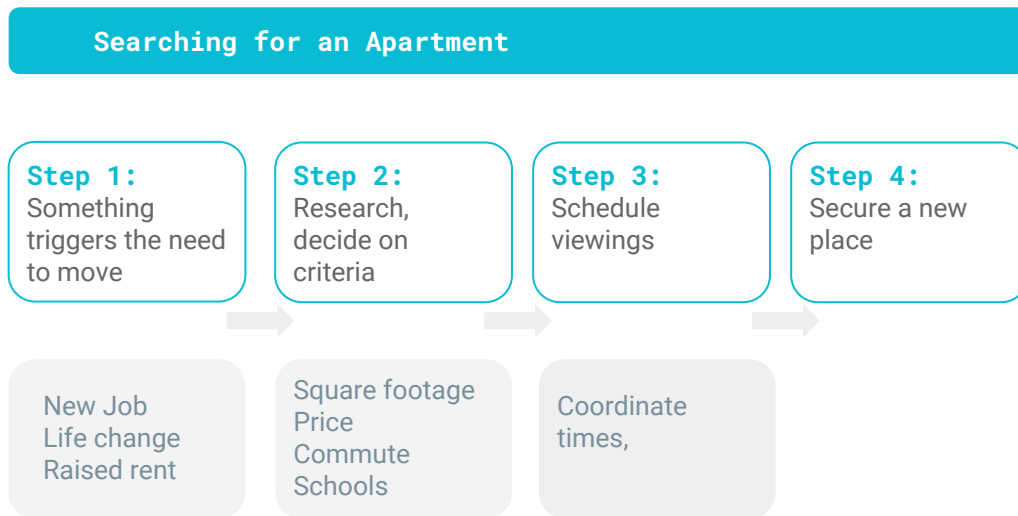 Searching for an Apartment
Step 1:
Something
triggers the need
to move
Step 2:
Research,
decide on
criteria
Step 3:
Schedule
viewings
Step 4:
Secure a new
place
New Job
Life change
Raised rent
Square footage
Price
Commute
Schools
Coordinate
times,